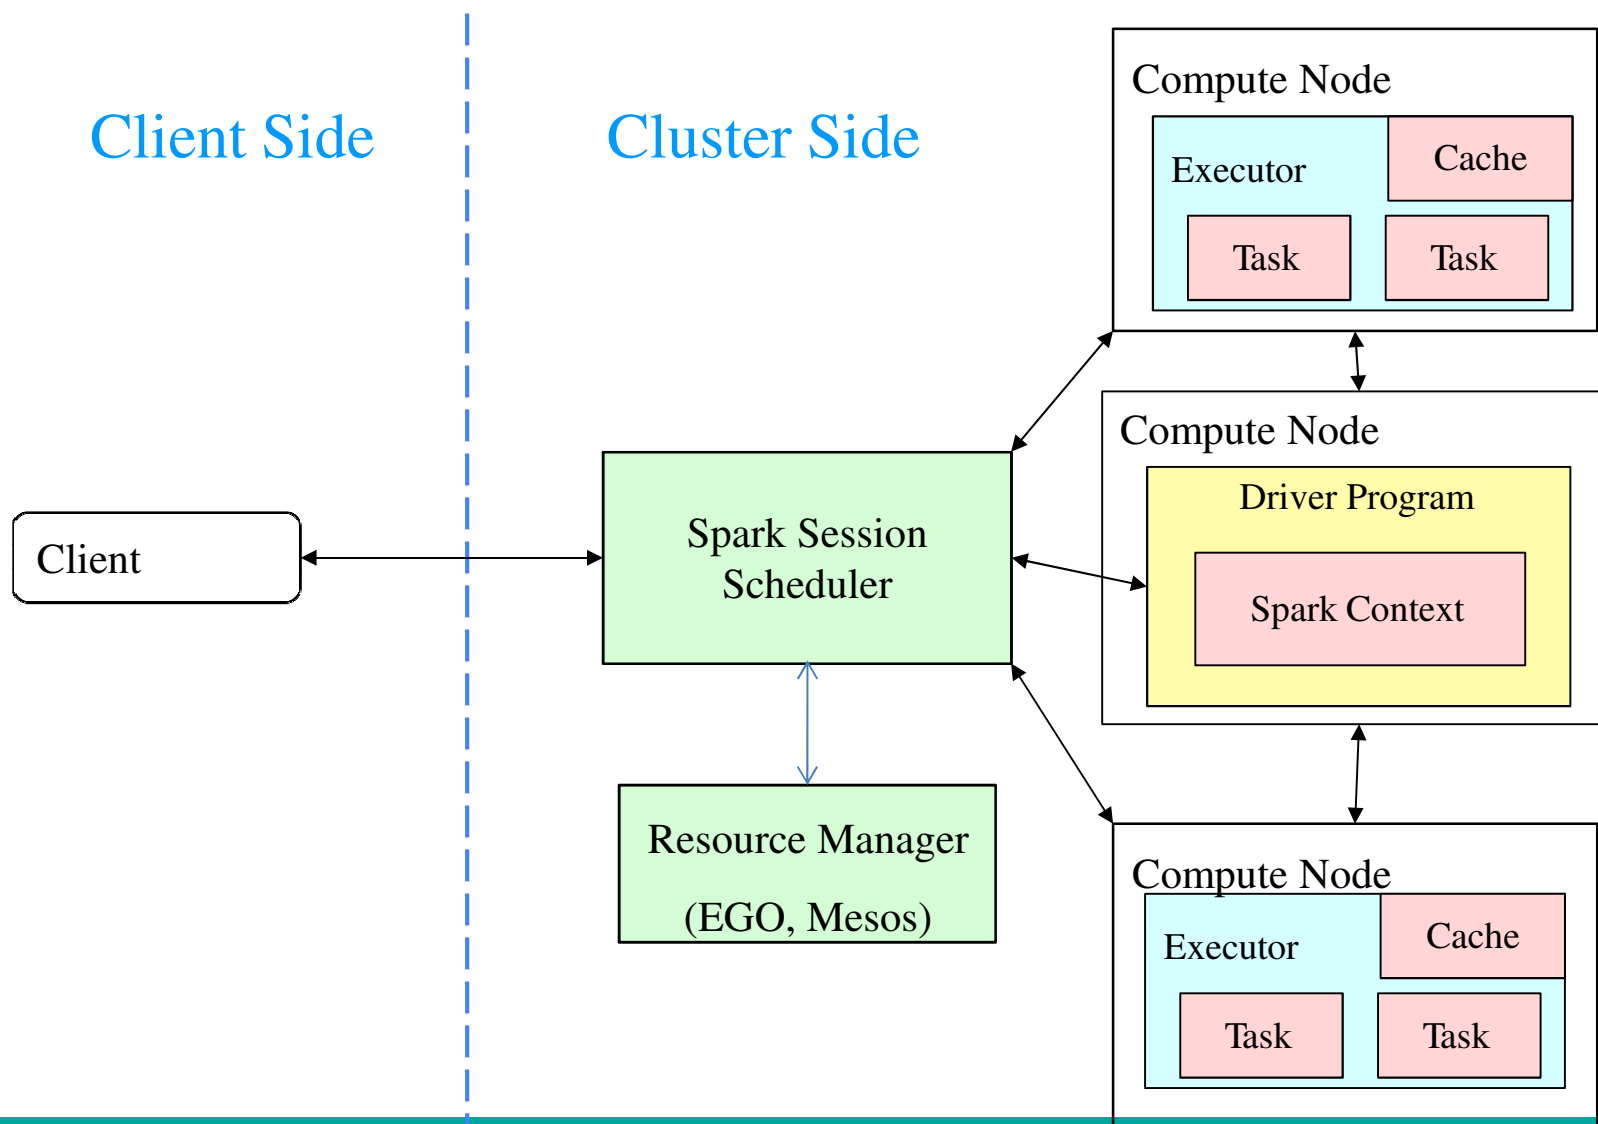 Client Side
Cluster Side
Compute Node
Executor
Cache
Task
Task
Compute Node
Driver Program
Spark Context
Client
Spark Session
Scheduler
Resource Manager
(EGO, Mesos)
Compute Node
Executor
Cache
Task
Task